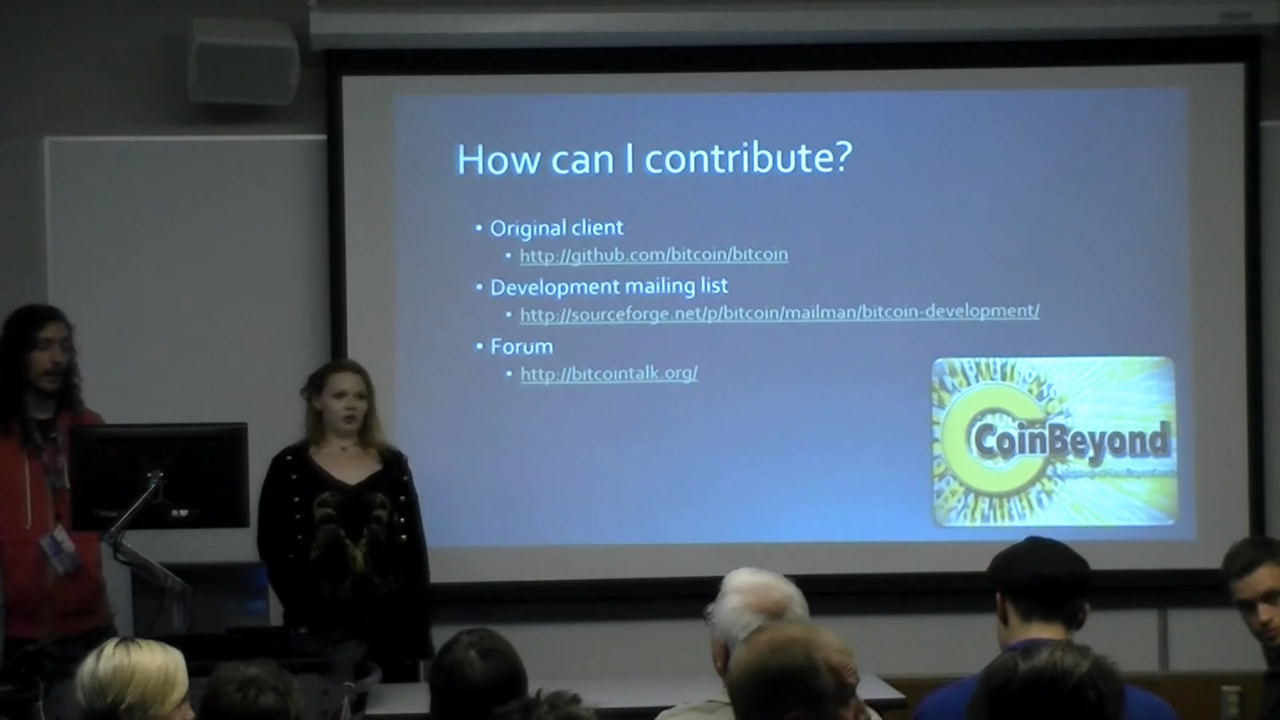 How can I contribute?
• Original client
• http://github.com/bitcoin/bitcoin
• Development mailing list
• http://sourceforge.net/p/bitcoin/mailman/bitcoin-development/
• Forum
• http://bitcointalk.org/
CoinBeyond